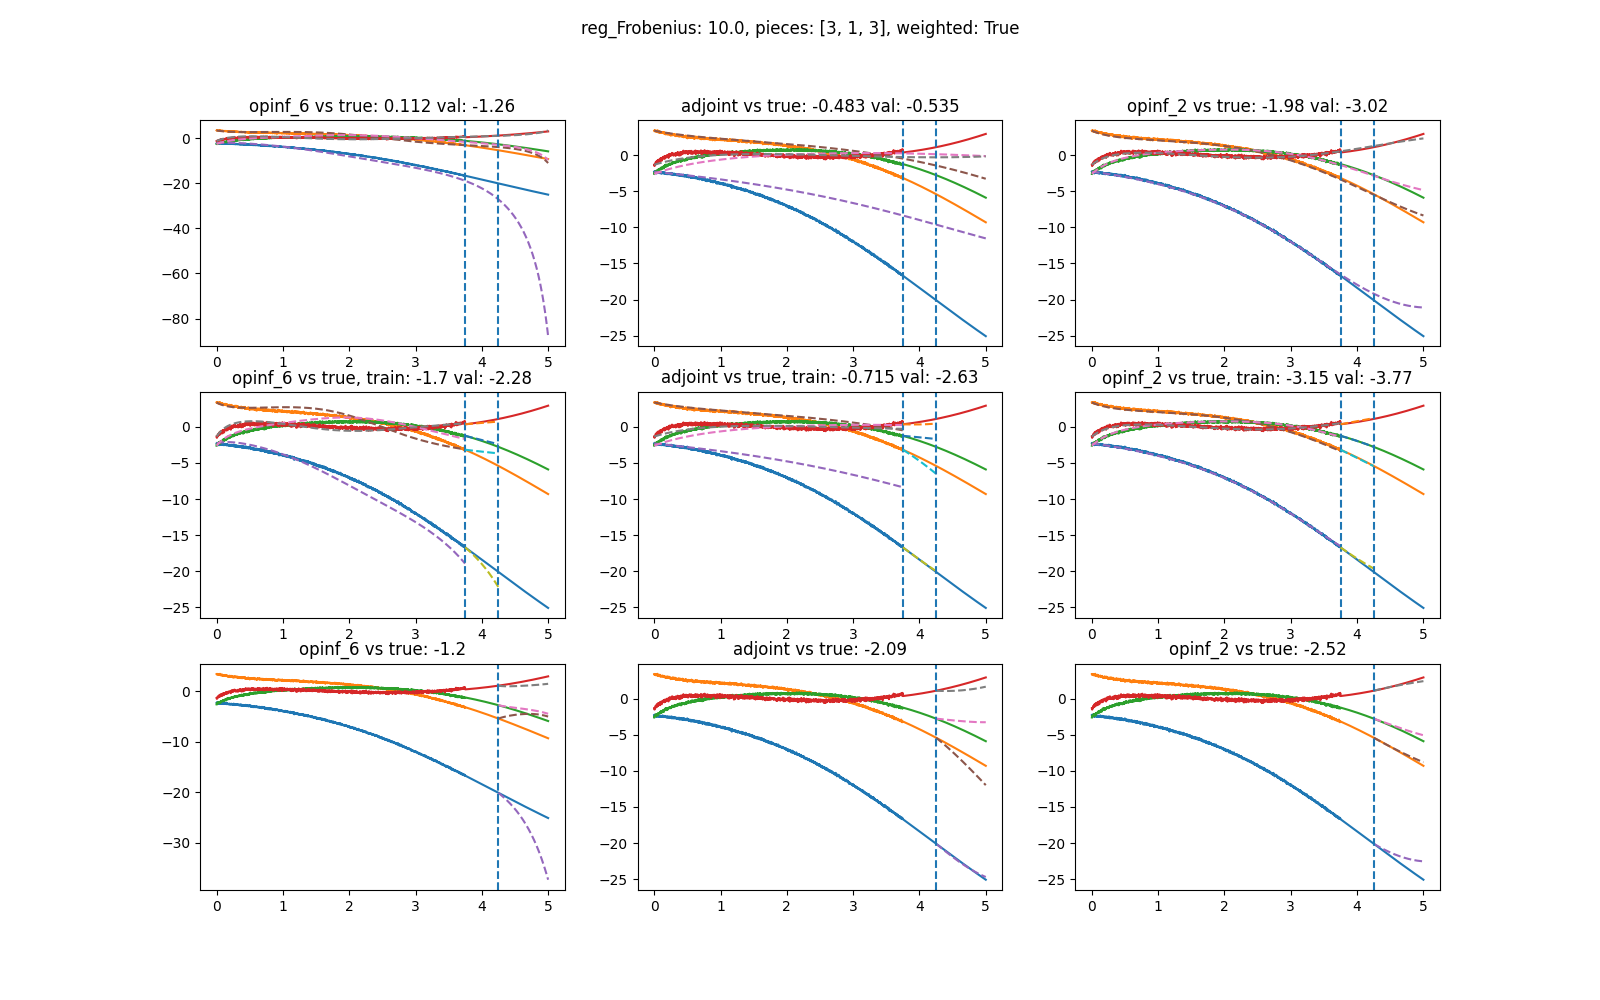 reg_Frobenius: 10.0, pieces: [3, 1, 3], weighted: True
opinf_6 vs true: 0.112 val: -1.26
adjoint vs true: -0.483 val: -0.535
opinf_2 vs true: -1.98 val: -3.02
0
−20
−40
−60
−80
0 1 2 3 4 5
0
−5
−10
−15
−20
−25
0 1 2 3 4 5
0
−5
−10
−15
−20
−25
0 1 2 3 4 5
opinf_6 vs true, train: -1.7 val: -2.28
adjoint vs true, train: -0.715 val: -2.63
opinf_2 vs true, train: -3.15 val: -3.77
0
−5
−10
−15
−20
−25
0 1 2 3 4 5
0
−5
−10
−15
−20
−25
0 1 2 3 4 5
0
−5
−10
−15
−20
−25
0 1 2 3 4 5
opinf_6 vs true: -1.2
adjoint vs true: -2.09
opinf_2 vs true: -2.52
0
−10
−20
−30
0 1 2 3 4 5
0
−5
−10
−15
−20
−25
0 1 2 3 4 5
0
−5
−10
−15
−20
−25
0 1 2 3 4 5